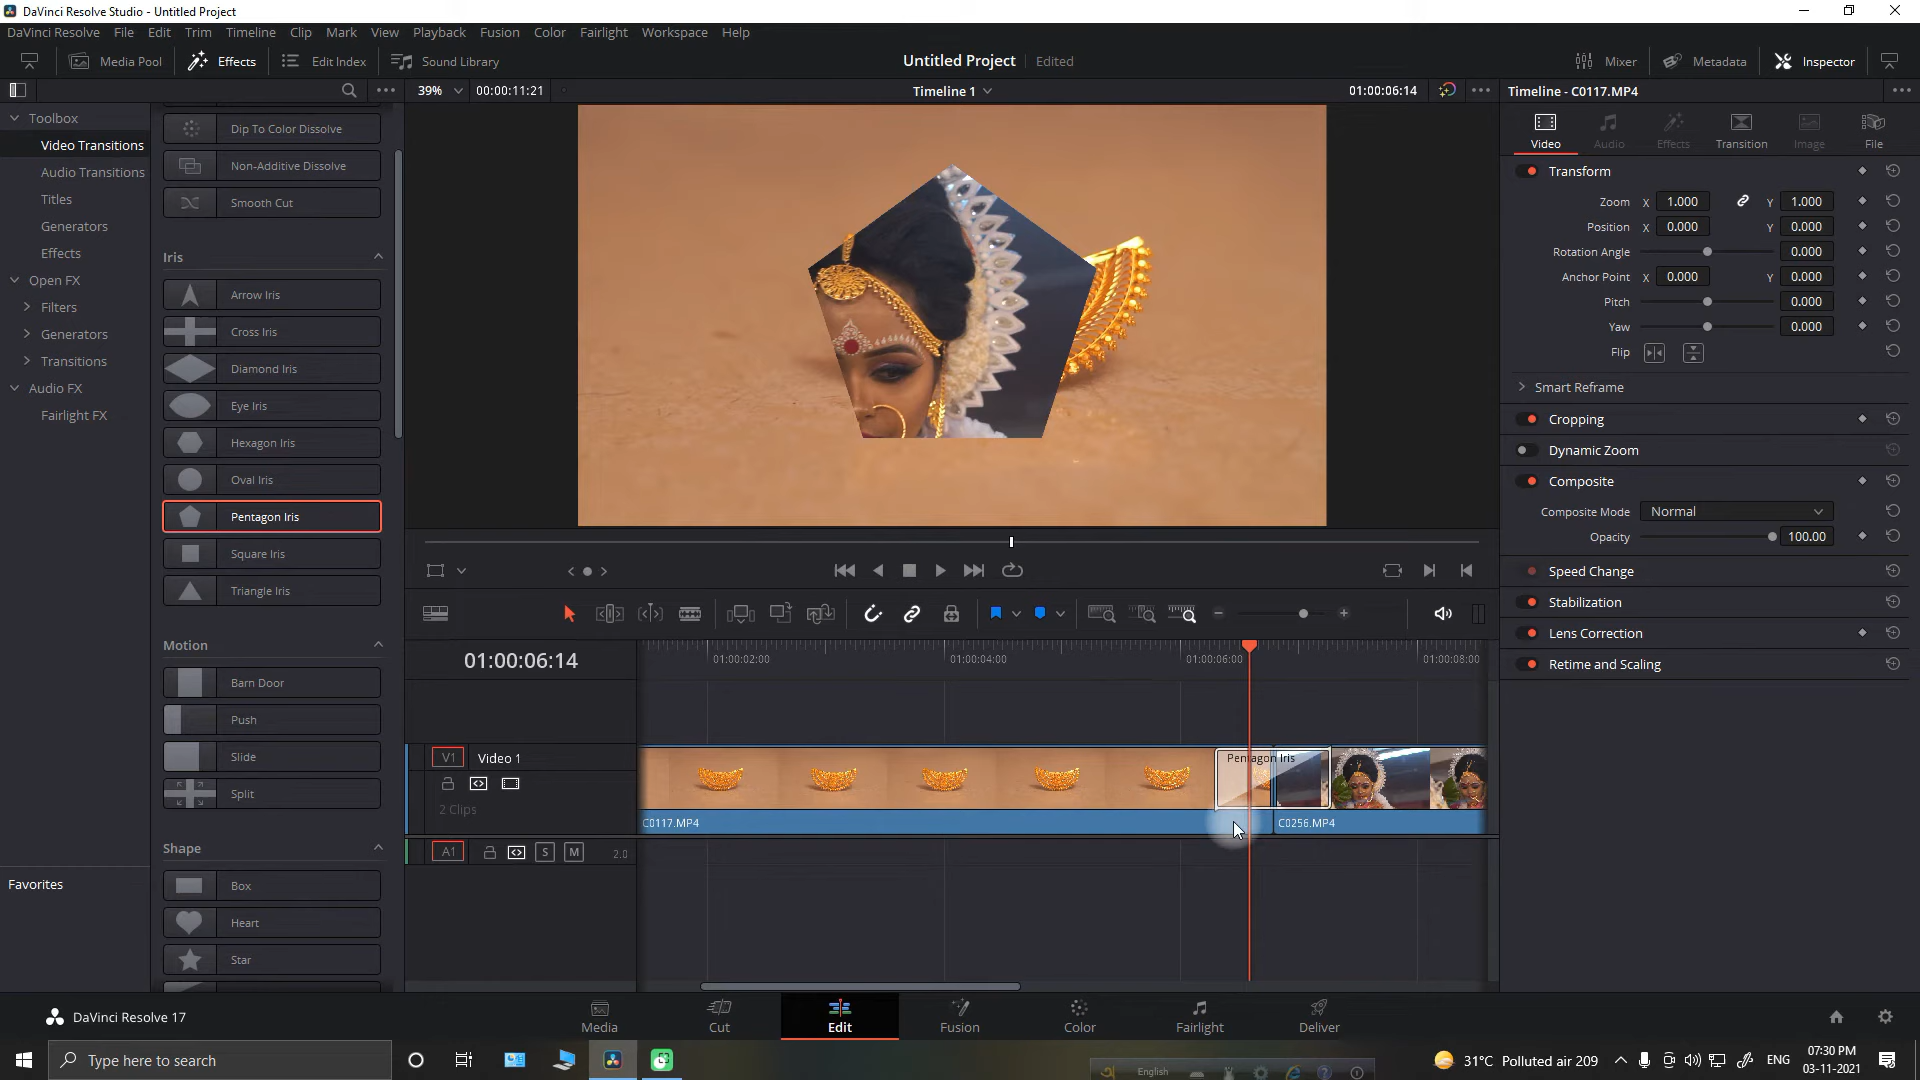 DaVinci Resolve Studio - Untitled Project
DaVinci Resolve File Edit Trim Timeline Clip Mark View Playback Fusion Color Fairlight Workspace Help
Media Pool Effects Edit Index Sound Library Untitled Project Edited Mixer Metadata Inspector
39% 00:00:11:21 Timeline 1 01:00:06:14 Timeline - C0117.MP4
Toolbox
Video Transitions
Audio Transitions
Titles
Generators
Effects
Open FX
Filters
Generators
Transitions
Audio FX
Fairlight FX
Favorites
Dip To Color Dissolve
Non-Additive Dissolve
Smooth Cut
Iris
Arrow Iris
Cross Iris
Diamond Iris
Eye Iris
Hexagon Iris
Oval Iris
Pentagon Iris
Square Iris
Triangle Iris
Motion
Barn Door
Push
Slide
Split
Shape
Box
Heart
Star
Video Audio Effects Transition Image File
Transform
Zoom X 1.000 Y 1.000
Position X 0.000 Y 0.000
Rotation Angle 0.000
Anchor Point X 0.000 Y 0.000
Pitch 0.000
Yaw 0.000
Flip
Smart Reframe
Cropping
Dynamic Zoom
Composite
Composite Mode Normal
Opacity 100.00
Speed Change
Stabilization
Lens Correction
Retime and Scaling
01:00:06:14 01:00:02:00 01:00:04:00 01:00:06:00 01:00:08:00
V1 Video 1 Pentagon Iris
2 Clips
C0117.MP4 C0256.MP4
A1 S M 2.0
DaVinci Resolve 17 Media Cut Edit Fusion Color Fairlight Deliver
Type here to search English 31°C Polluted air 209 ENG 07:30 PM
03-11-2021